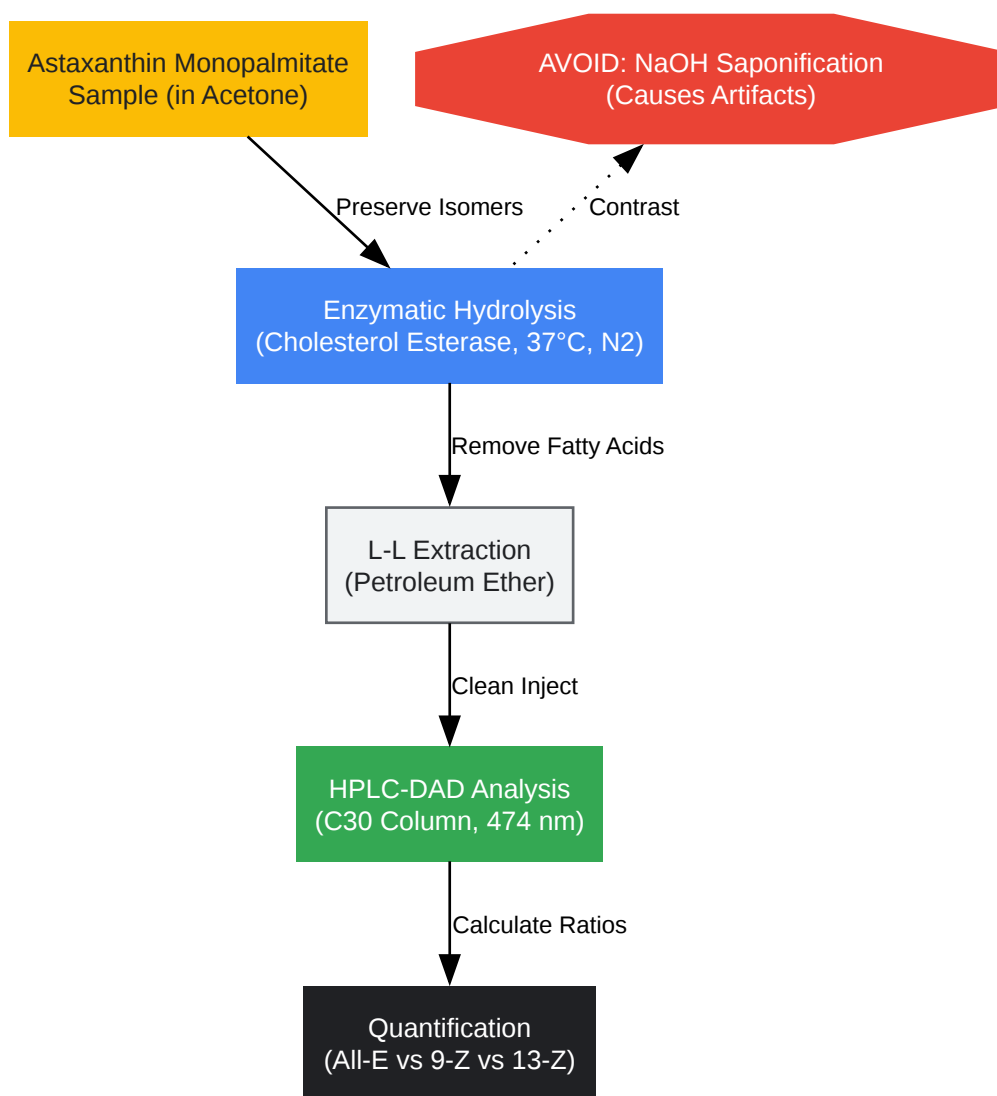 Astaxanthin Monopalmitate
Sample (in Acetone)
AVOID: NaOH Saponification
(Causes Artifacts)
Preserve Isomers
Contrast
Enzymatic Hydrolysis
(Cholesterol Esterase, 37°C, N2)
Remove Fatty Acids
L-L Extraction
(Petroleum Ether)
Clean Inject
HPLC-DAD Analysis
(C30 Column, 474 nm)
Calculate Ratios
Quantification
(All-E vs 9-Z vs 13-Z)